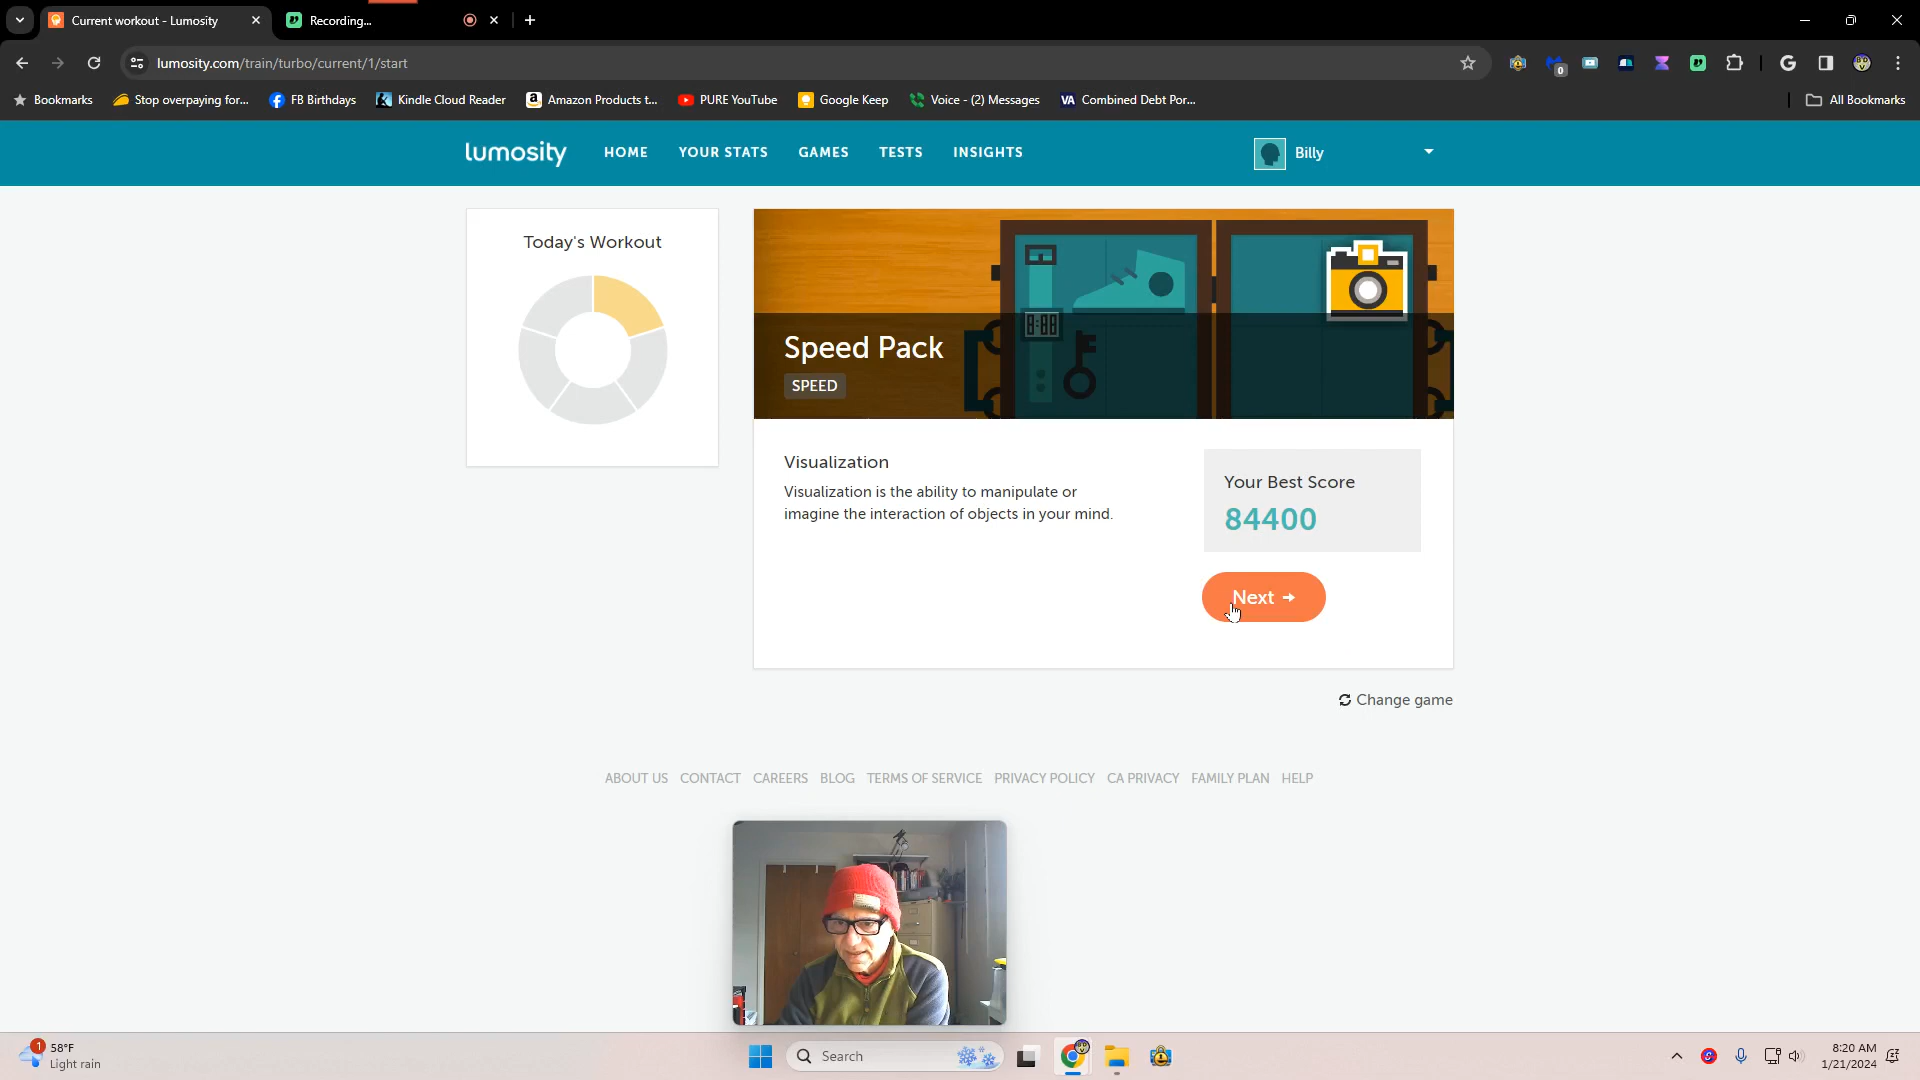 Current workout - Lumosity
Recording...
lumosity.com/train/turbo/current/1/start
0
Bookmarks
Stop overpaying for...
FB Birthdays
Kindle Cloud Reader
Amazon Products t...
PURE YouTube
Google Keep
Voice - (2) Messages
VA Combined Debt Por...
All Bookmarks
lumosity
HOME
YOUR STATS
GAMES
TESTS
INSIGHTS
Billy
Today's Workout
8:80
Speed Pack
SPEED
Visualization
Visualization is the ability to manipulate or
imagine the interaction of objects in your mind.
Your Best Score
84400
Next →
Change game
ABOUT US CONTACT CAREERS BLOG TERMS OF SERVICE PRIVACY POLICY CA PRIVACY FAMILY PLAN HELP
1
58°F
Light rain
Search
8:20 AM
1/21/2024